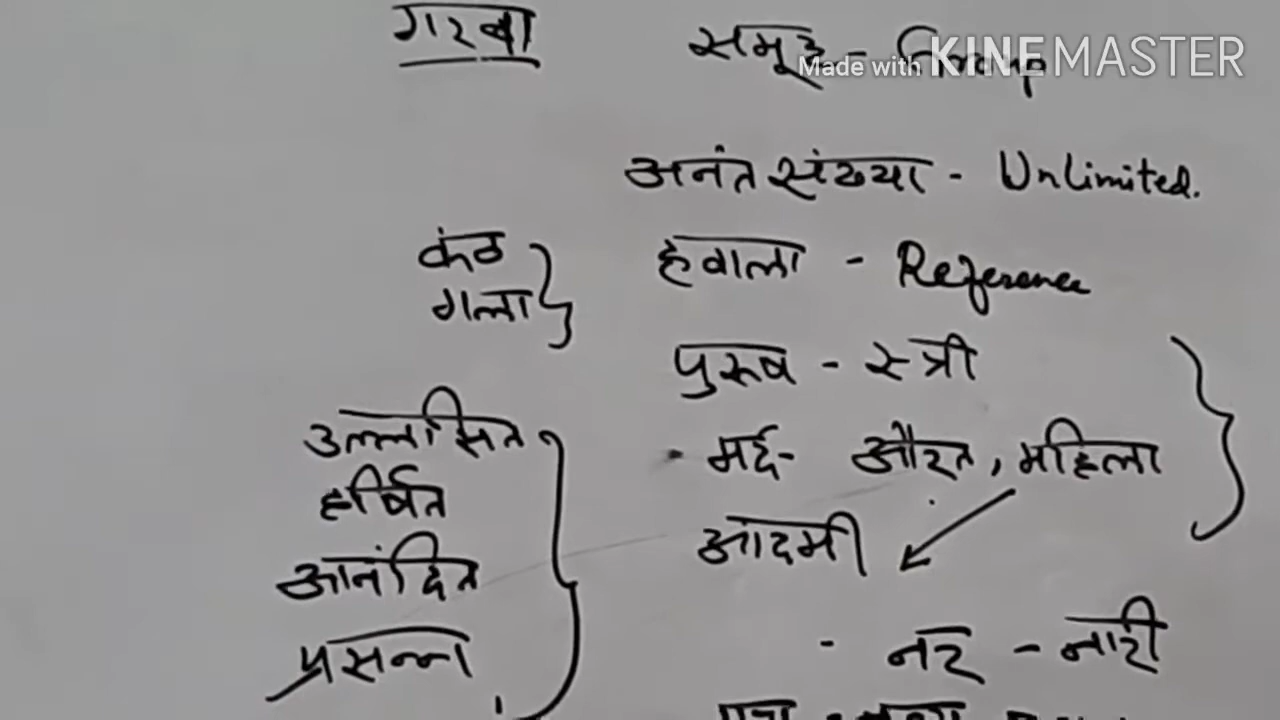 गरबा
समूह - Group
Made with KINEMASTER
अनंत संख्या - Unlimited.
कंठ
गला
हवाला - Reference
पुरूष - स्त्री
मर्द - औरत, महिला
आदमी
नर - नारी
उल्लासित
हर्षित
आनंदित
प्रसन्न